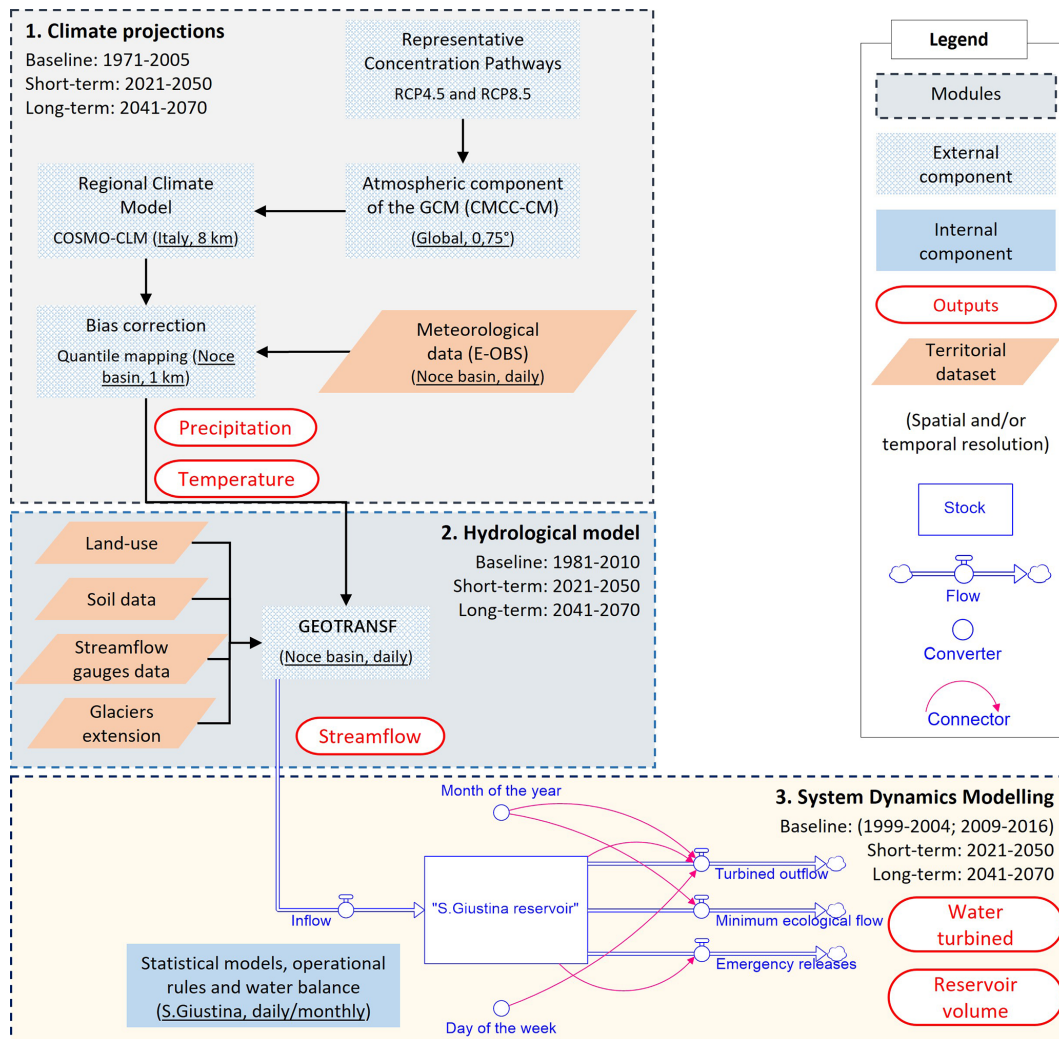 1. Climate projections
Baseline: 1971-2005
Short-term: 2021-2050
Long-term: 2041-2070
Representative
Concentration Pathways
RCP4.5 and RCP8.5
Regional Climate
Model
COSMO-CLM (Italy, 8 km)
Atmospheric component
of the GCM (CMCC-CM)
(Global, 0,75°)
Bias correction
Quantile mapping (Noce
basin, 1 km)
Meteorological
data (E-OBS)
(Noce basin, daily)
Precipitation
Temperature
2. Hydrological model
Baseline: 1981-2010
Short-term: 2021-2050
Long-term: 2041-2070
Land-use
Soil data
Streamflow
gauges data
Glaciers
extension
GEOTRANSF
(Noce basin, daily)
Streamflow
3. System Dynamics Modelling
Baseline: (1999-2004; 2009-2016)
Short-term: 2021-2050
Long-term: 2041-2070
Month of the year
Inflow
"S.Giustina reservoir"
Turbined outflow
Minimum ecological flow
Emergency releases
Day of the week
Water
turbined
Reservoir
volume
Statistical models, operational
rules and water balance
(S.Giustina, daily/monthly)
Legend
Modules
External
component
Internal
component
Outputs
Territorial
dataset
(Spatial and/or
temporal resolution)
Stock
Flow
Converter
Connector